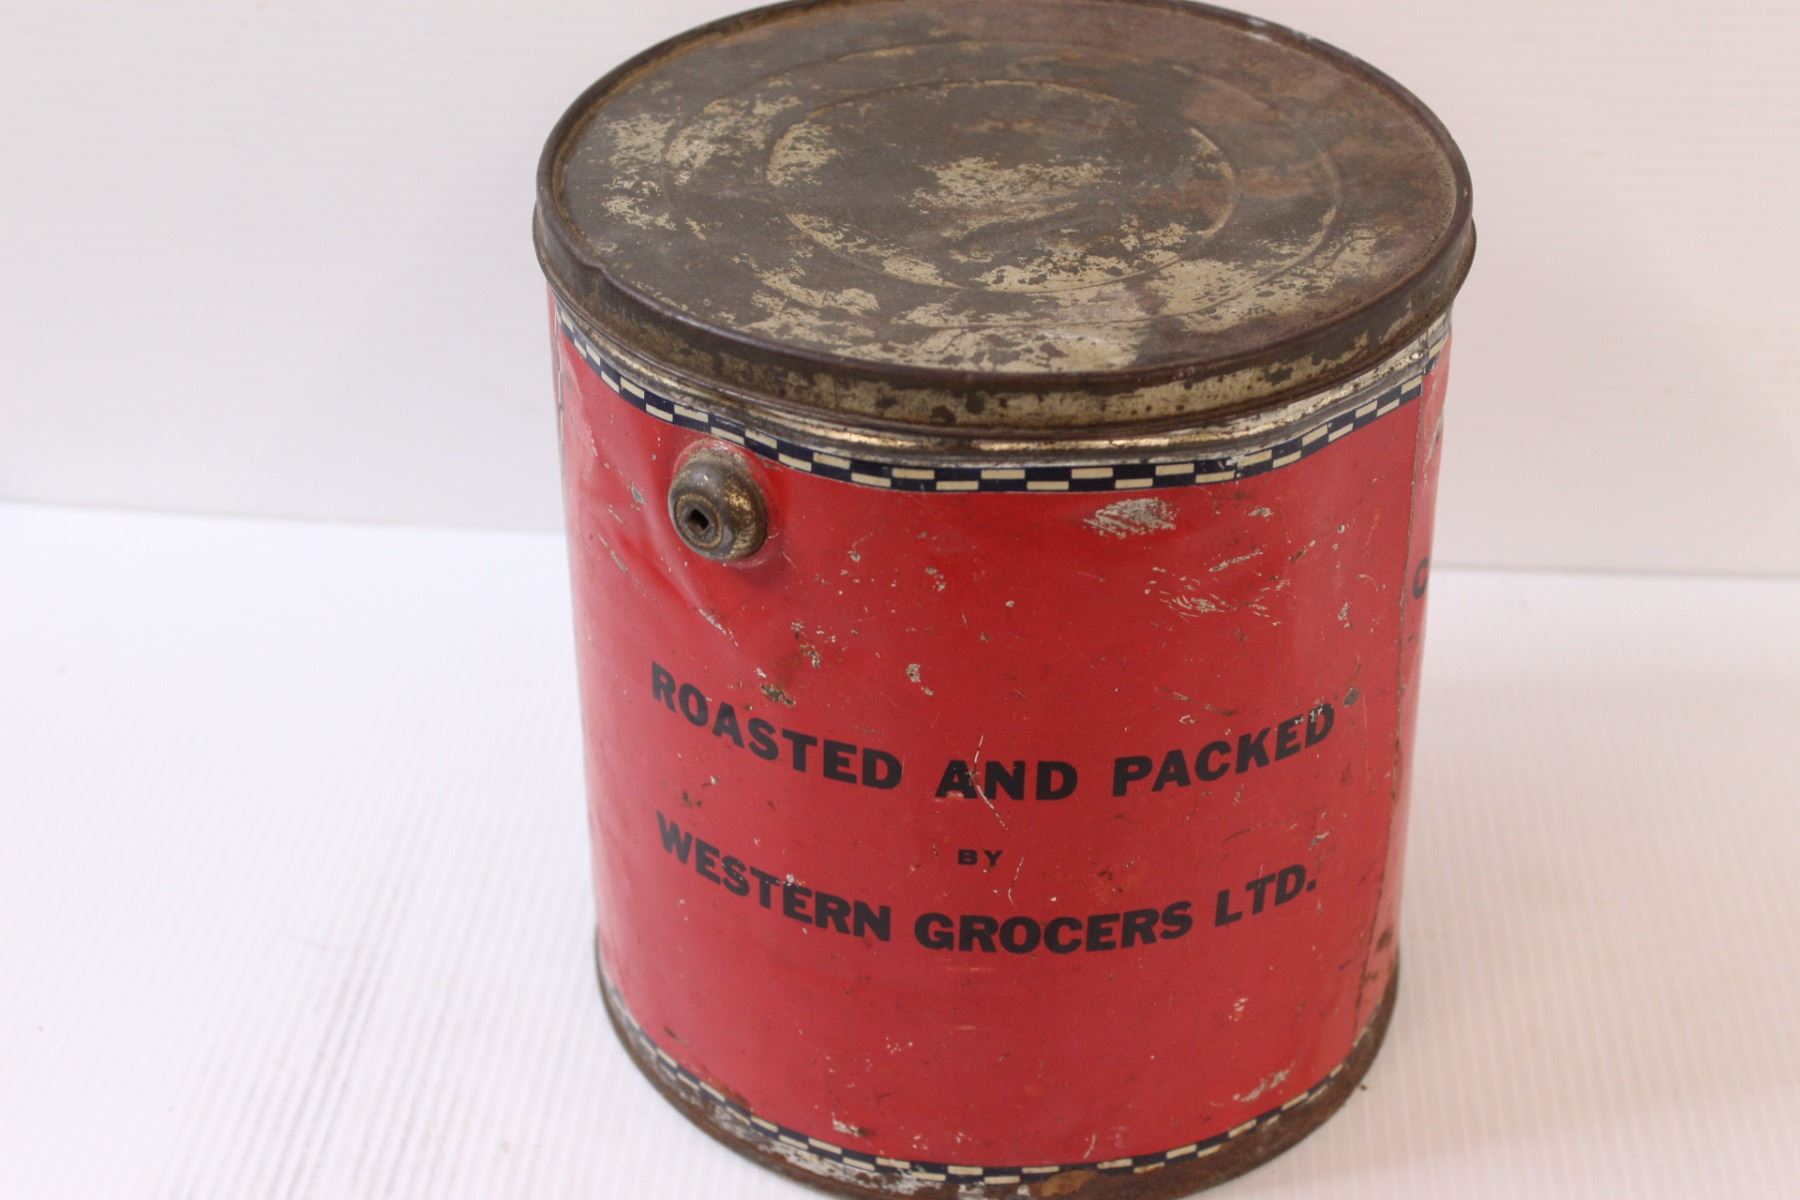 ROASTED AND PACKED
BY
WESTERN GROCERS LTD.